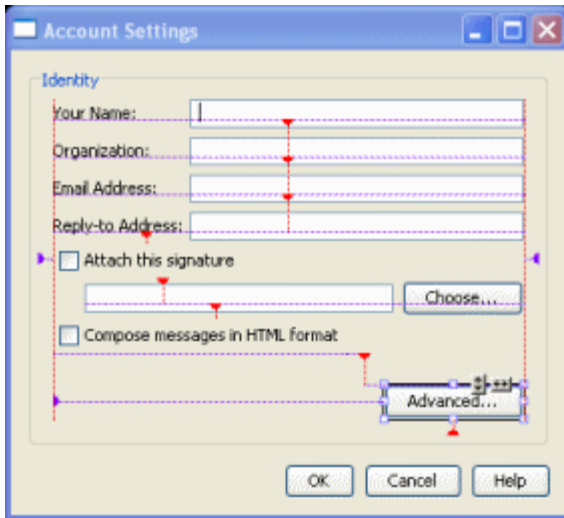 Account Settings
Identity
Your Name:
Organization:
Email Address:
Reply-to Address:
Attach this signature
Choose...
Compose messages in HTML format
Advanced...
OK Cancel Help